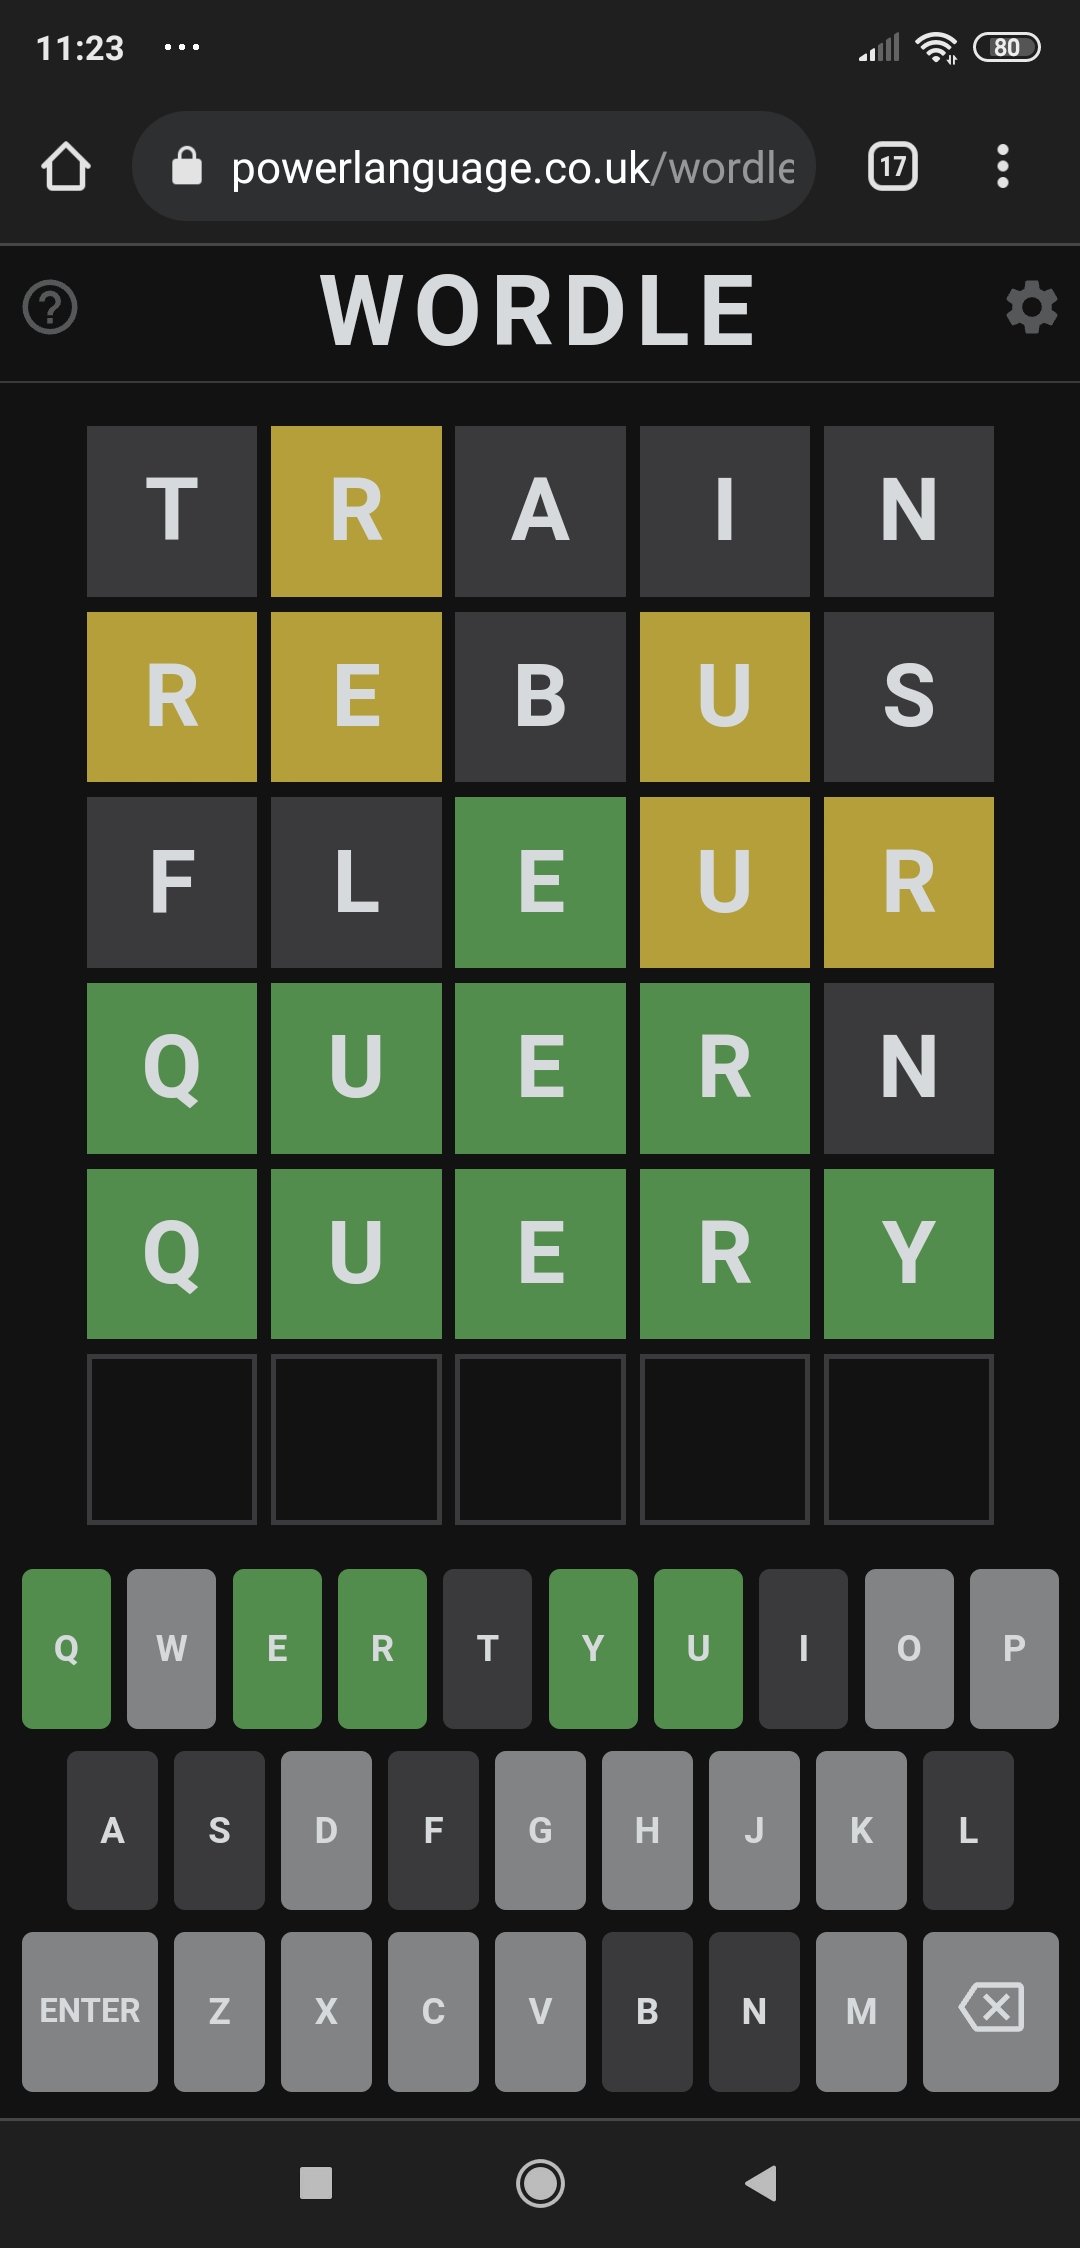 11:23 ... 80
powerlanguage.co.uk/wordle 17
? WORDLE
T R A I N
R E B U S
F L E U R
Q U E R N
Q U E R Y
Q W E R T Y U I O P
A S D F G H J K L
ENTER Z X C V B N M